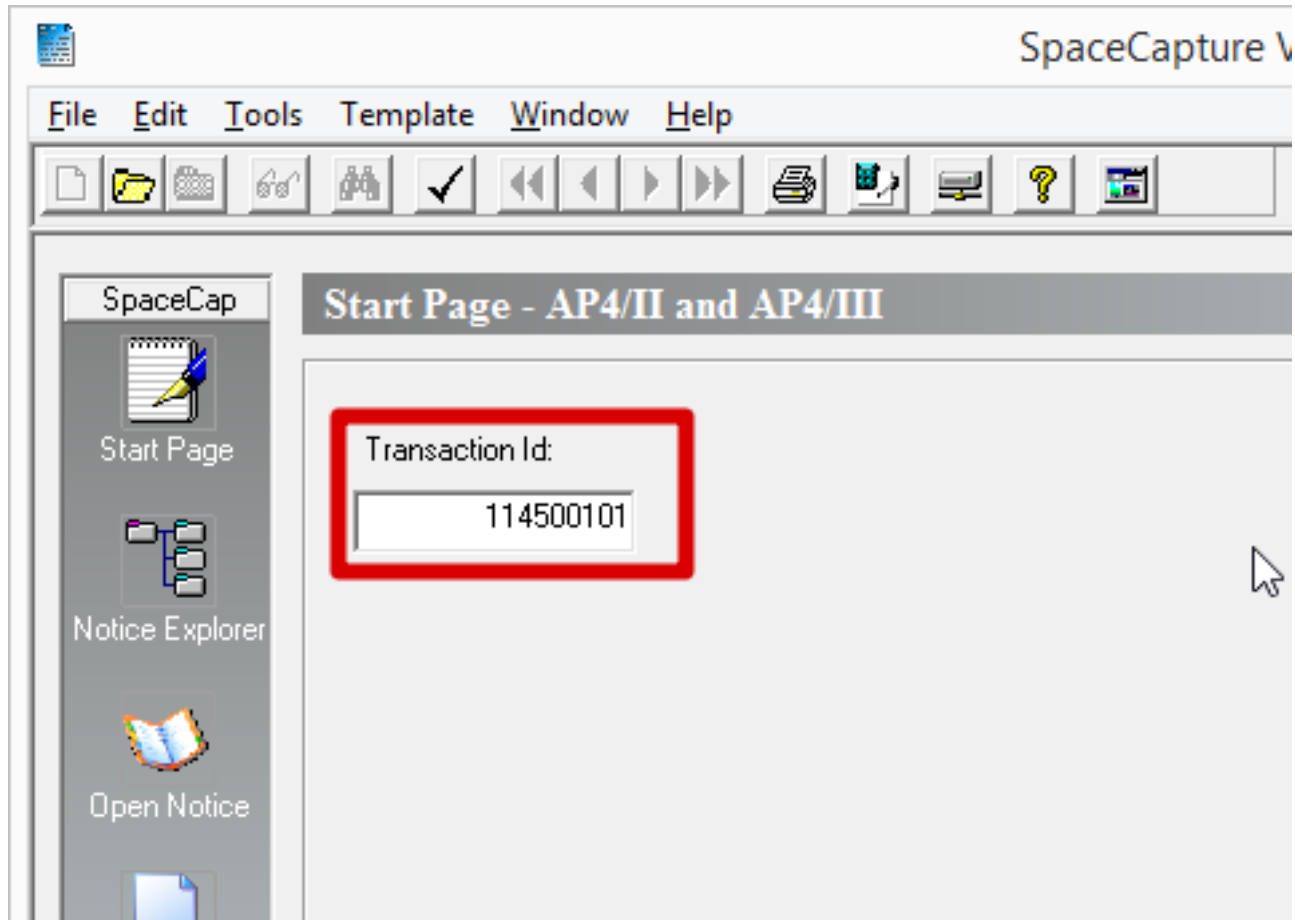 SpaceCapture V
File Edit Tools Template Window Help
SpaceCap
Start Page - AP4/II and AP4/III
Start Page
Transaction Id:
114500101
Notice Explorer
Open Notice